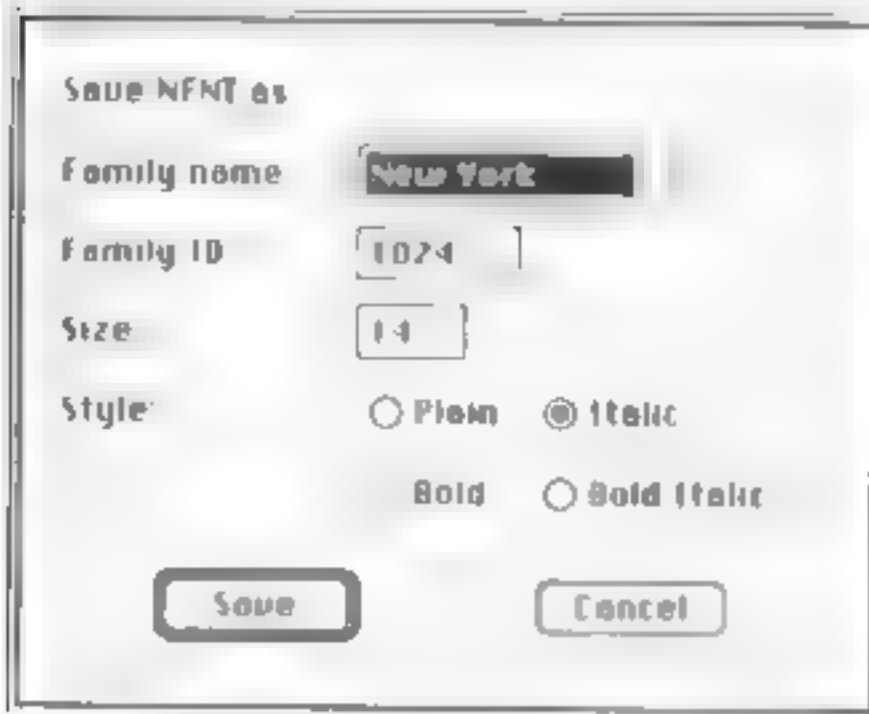 Save NFNT as
Family name New York
Family ID 1024
Size 14
Style Plain Italic
Bold Bold Italic
Save Cancel